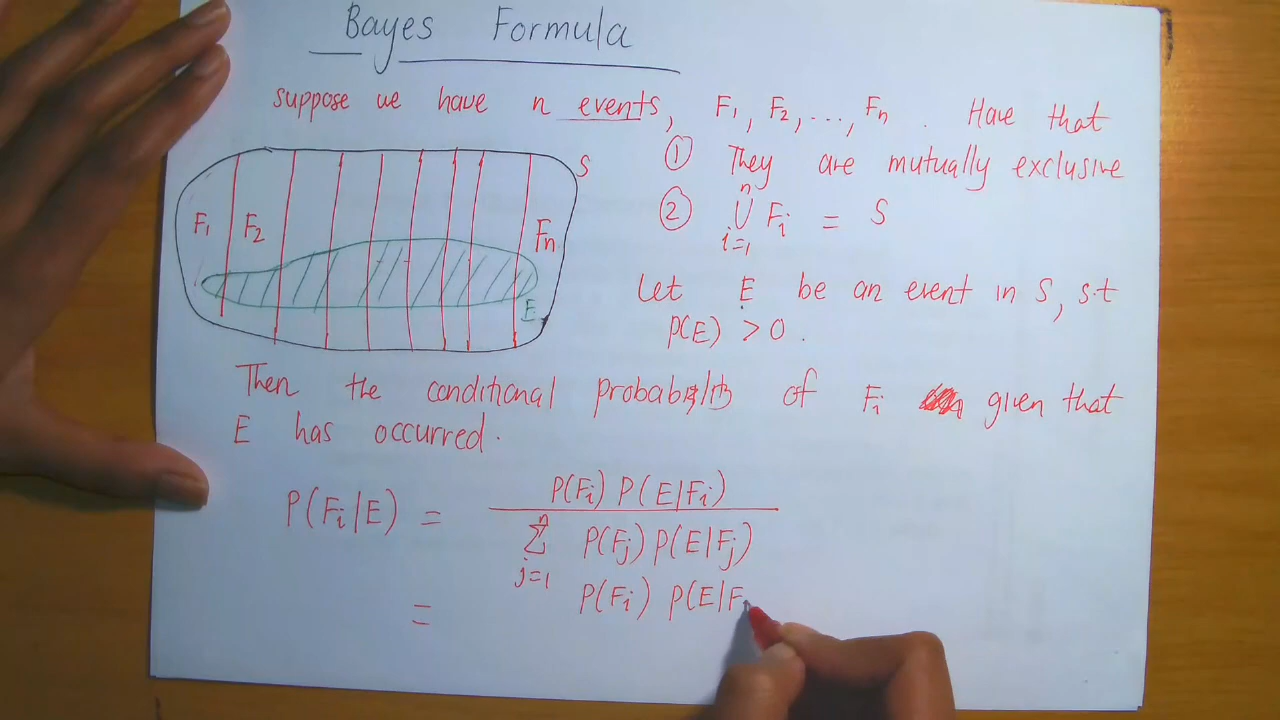 Bayes Formula
suppose we have n events, F₁, F₂, ..., Fₙ. Have that
① They are mutually exclusive
② ⋃ᵢ₌₁ⁿ Fᵢ = S
S
F₁ F₂ Fₙ
E
Let E be an event in S, s.t
P(E) > 0.
Then the conditional probability of Fᵢ given that
E has occurred.
P(Fᵢ|E) = P(Fᵢ) P(E|Fᵢ)
∑ⱼ₌₁ⁿ P(Fⱼ) P(E|Fⱼ)
= P(Fᵢ) P(E|F